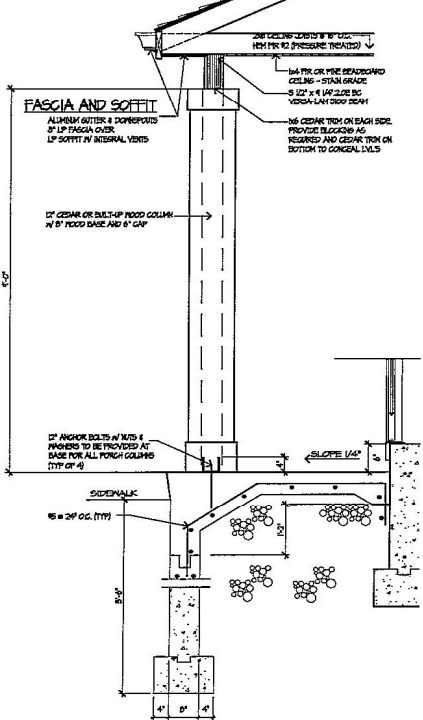 2X8 CEILING JOISTS @ 16" O.C.
HEM FIR #2 (PRESSURE TREATED)
1x4 FIR OR PINE BEADBOARD
CEILING - STAIN GRADE
3 1/2" x 9 1/4" 2.0E BC
VERSA-LAM 3100 BEAM
FASCIA AND SOFFIT
ALUMINUM GUTTER & DOWNSPOUTS
8" LP FASCIA OVER
LP SOFFIT W/ INTEGRAL VENTS
1x6 CEDAR TRIM ON EACH SIDE.
PROVIDE BLOCKING AS
REQUIRED AND CEDAR TRIM ON
BOTTOM TO CONCEAL LVL'S
12" CEDAR OR BUILT-UP WOOD COLUMN
W/ 8" WOOD BASE AND 6" CAP
9'-0"
12" ANCHOR BOLTS W/ NUTS &
WASHERS TO BE PROVIDED AT
BASE FOR ALL PORCH COLUMNS
(TYP OF 4)
4"
SLOPE 1/4"
6"
SIDEWALK
#5 @ 24" O.C. (TYP)
1'-2"
3'-6"
4"
8"
4"